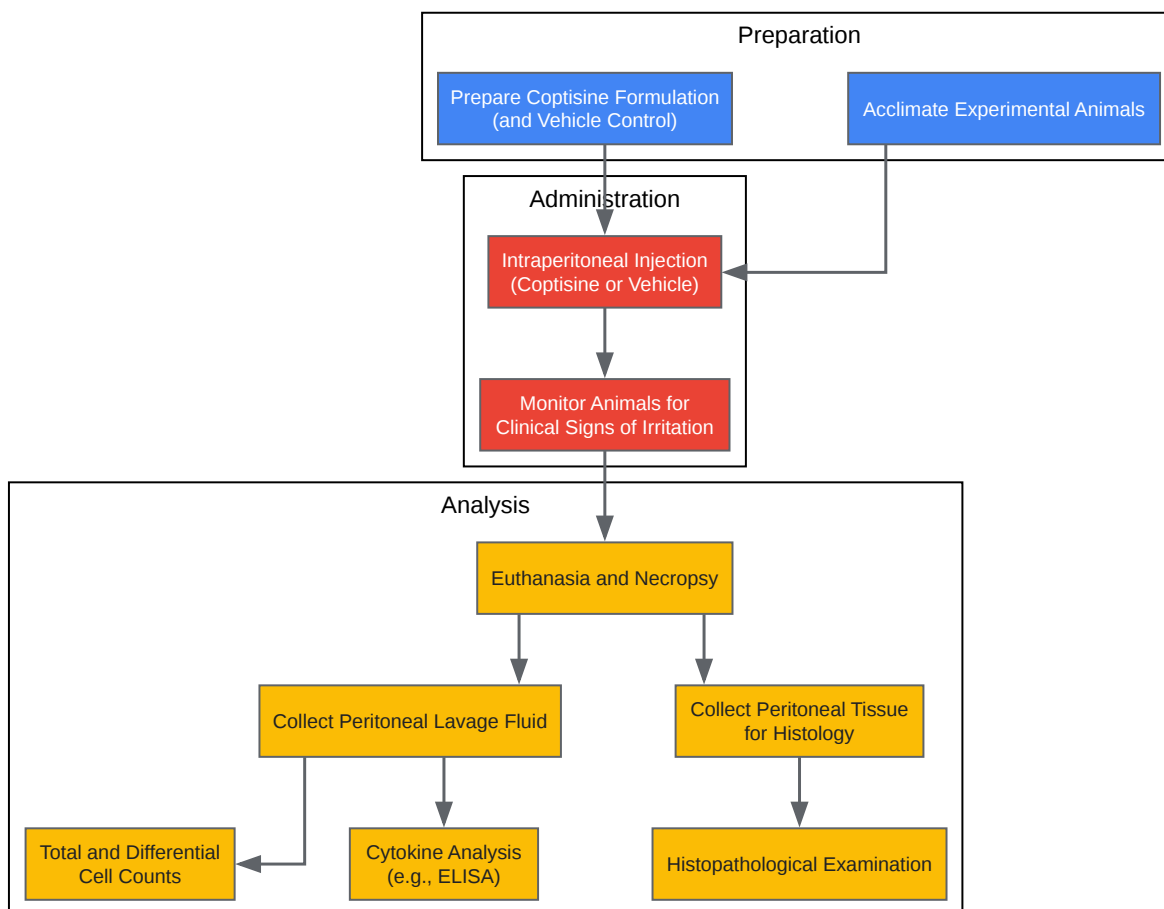 Preparation
Prepare Coptisine Formulation
(and Vehicle Control)
Acclimate Experimental Animals
Administration
Intraperitoneal Injection
(Coptisine or Vehicle)
Monitor Animals for
Clinical Signs of Irritation
Analysis
Euthanasia and Necropsy
Collect Peritoneal Lavage Fluid
Collect Peritoneal Tissue
for Histology
Total and Differential
Cell Counts
Cytokine Analysis
(e.g., ELISA)
Histopathological Examination